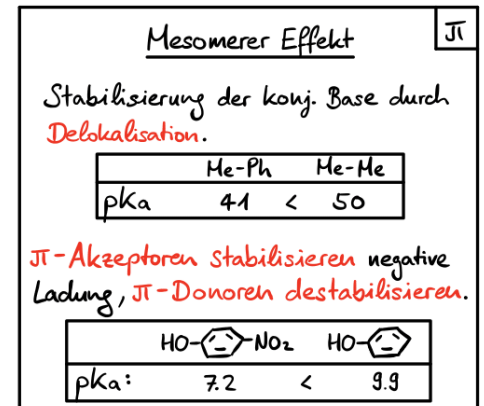 Mesomerer Effekt
π
Stabilisierung der konj. Base durch
Delokalisation.
Me-Ph Me-Me
pKa 41 < 50
π-Akzeptoren stabilisieren negative
Ladung, π-Donoren destabilisieren.
HO- -NO₂ HO-
pKa: 7.2 < 9.9